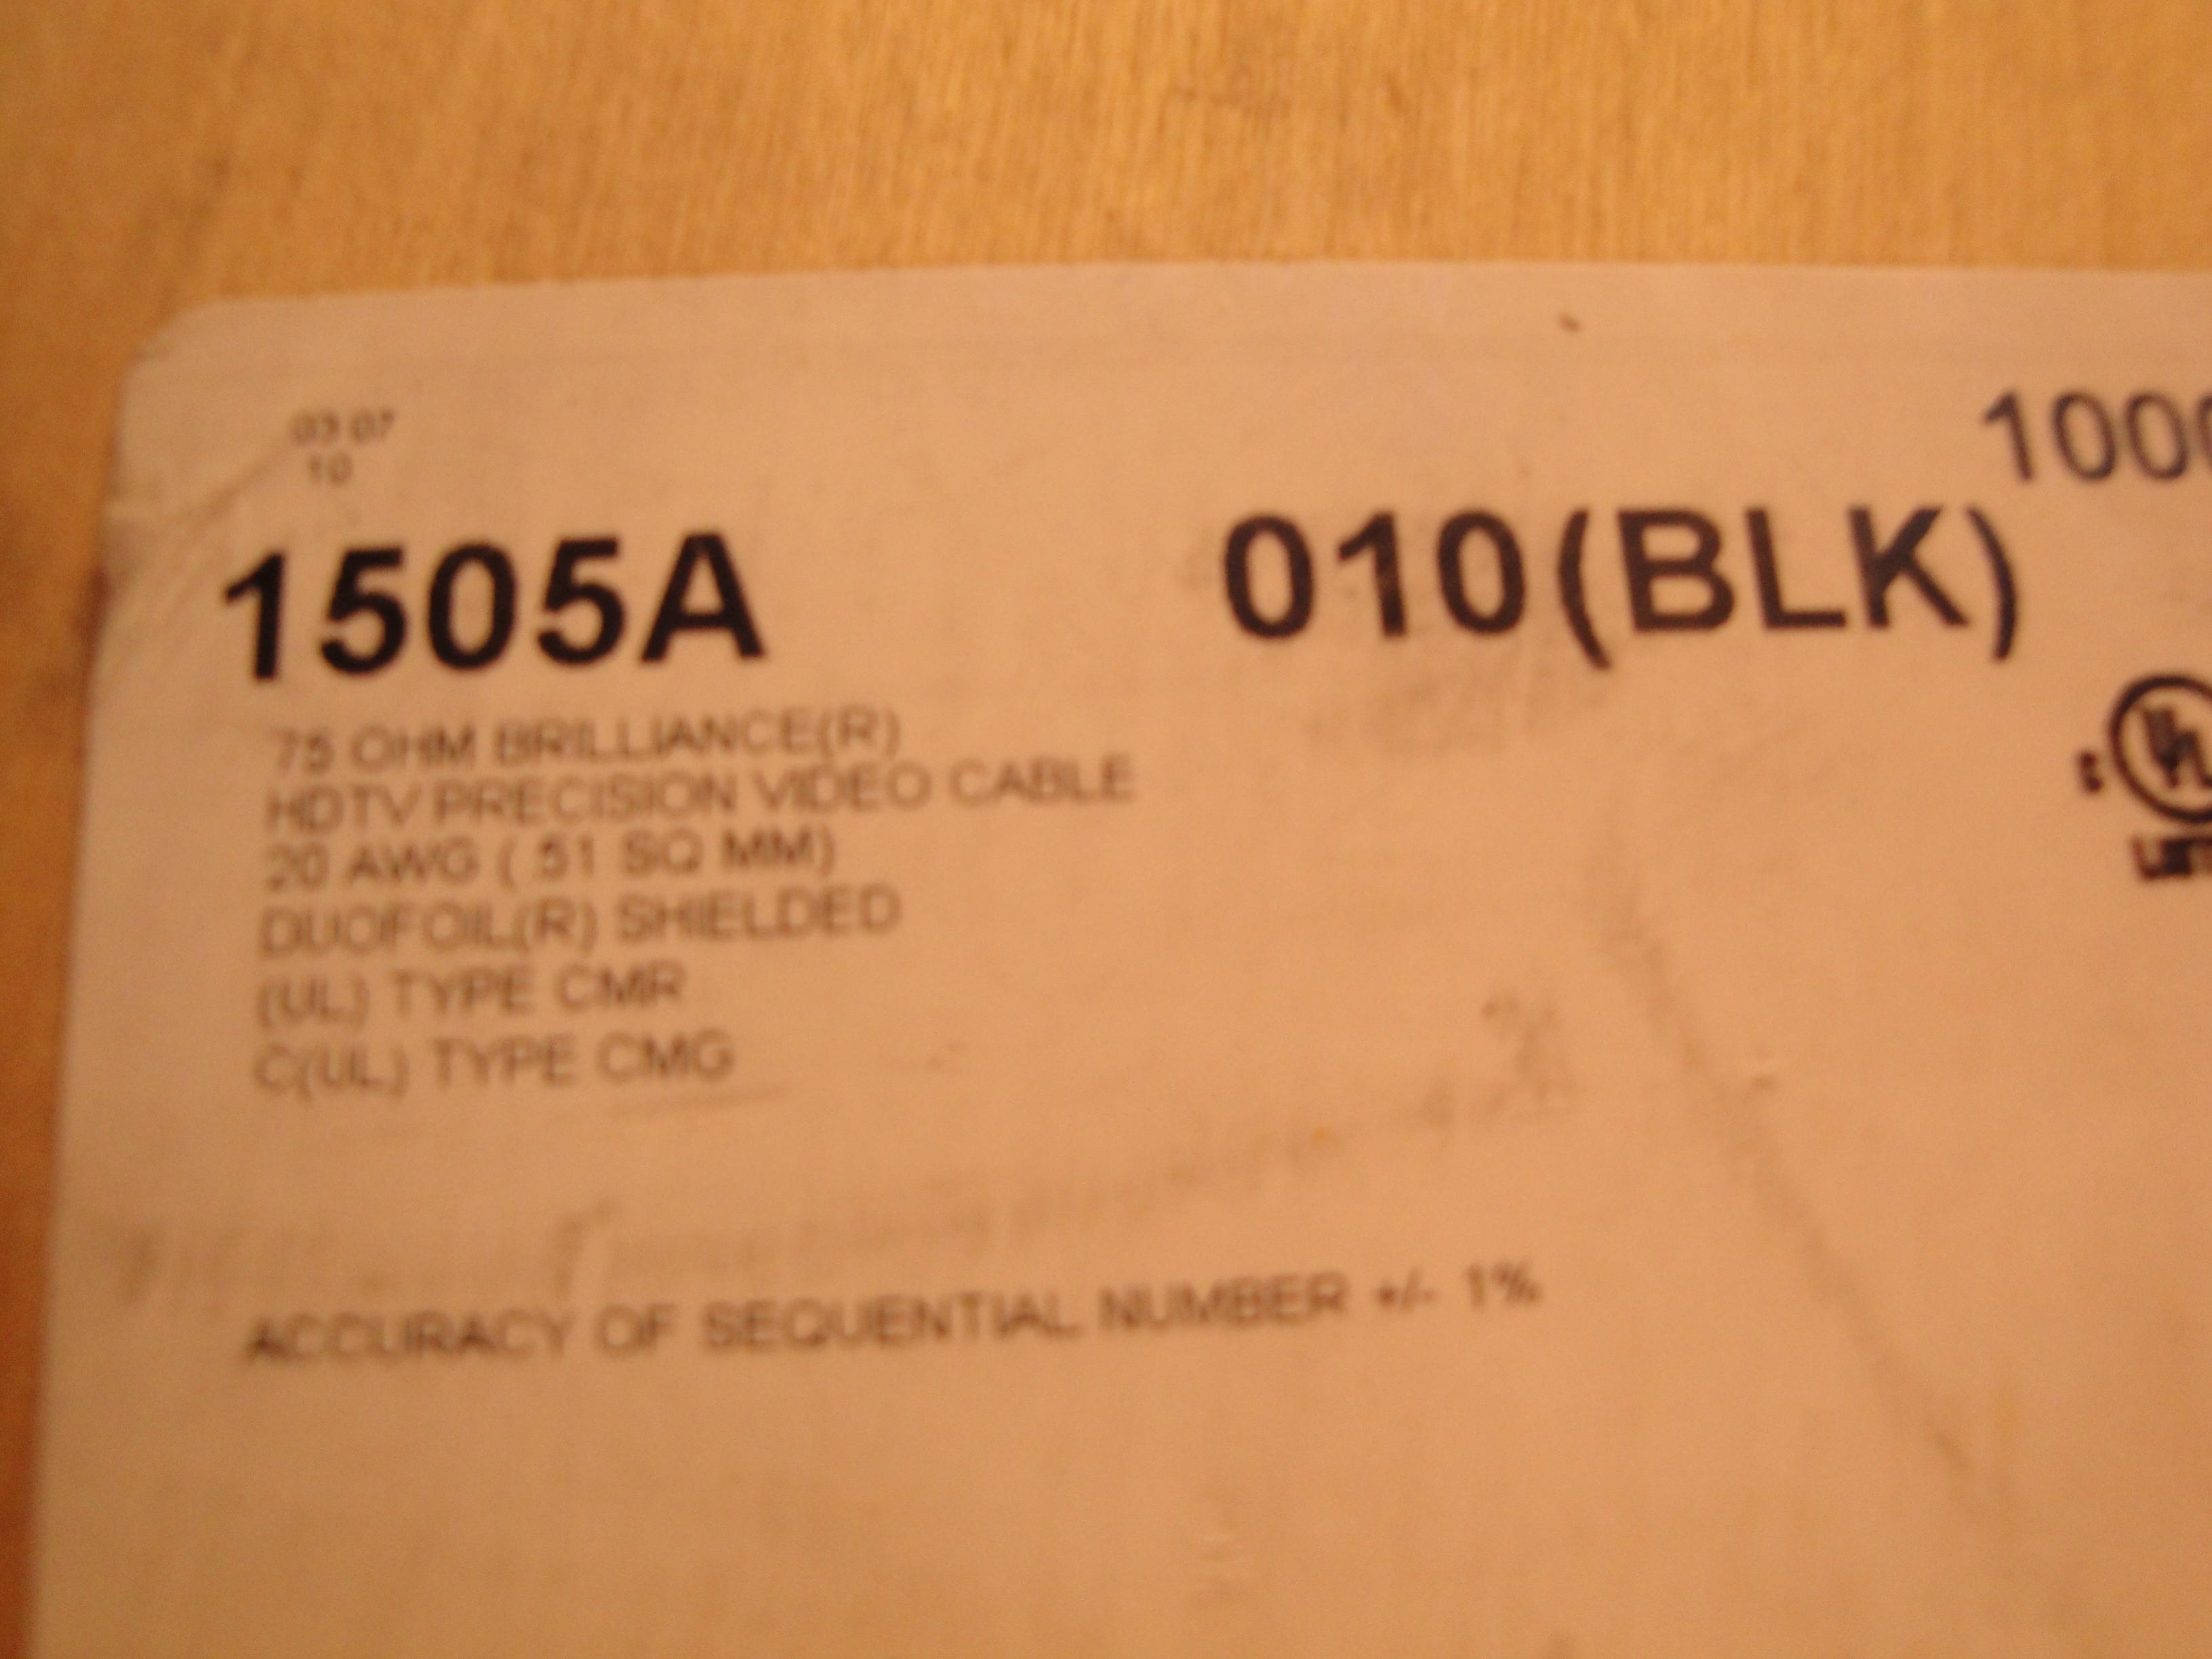 03 07
10
1000
1505A 010(BLK)
75 OHM BRILLIANCE(R)
HDTV PRECISION VIDEO CABLE
20 AWG (.51 SQ MM)
DUOFOIL(R) SHIELDED
(UL) TYPE CMR
C(UL) TYPE CMG
ACCURACY OF SEQUENTIAL NUMBER +/- 1%